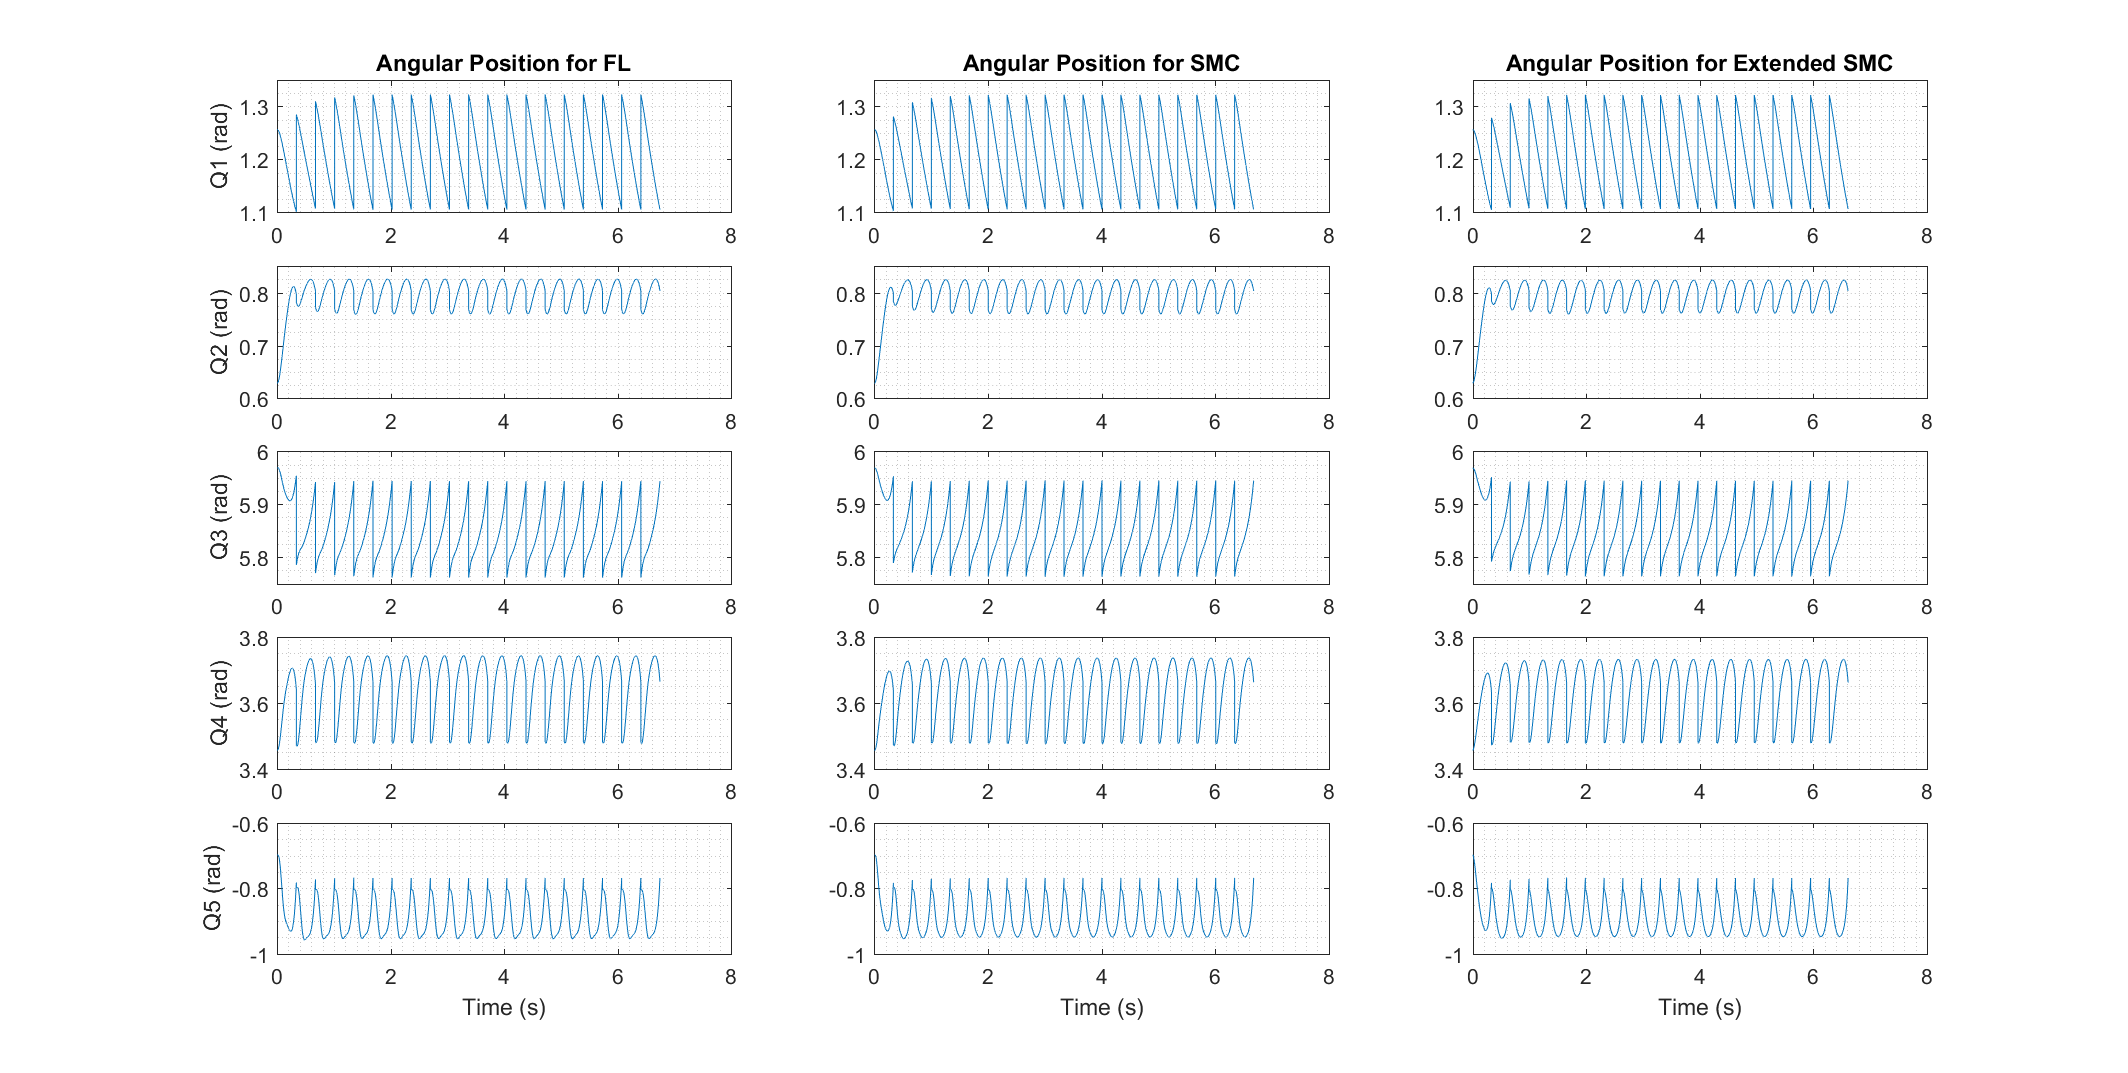 Angular Position for FL Angular Position for SMC Angular Position for Extended SMC
Q1 (rad)
1.3 1.3 1.3
1.2 1.2 1.2
1.1 1.1 1.1
0 2 4 6 8 0 2 4 6 8 0 2 4 6 8
Q2 (rad)
0.8 0.8 0.8
0.7 0.7 0.7
0.6 0.6 0.6
0 2 4 6 8 0 2 4 6 8 0 2 4 6 8
Q3 (rad)
6 6 6
5.9 5.9 5.9
5.8 5.8 5.8
0 2 4 6 8 0 2 4 6 8 0 2 4 6 8
Q4 (rad)
3.8 3.8 3.8
3.6 3.6 3.6
3.4 3.4 3.4
0 2 4 6 8 0 2 4 6 8 0 2 4 6 8
Q5 (rad)
-0.6 -0.6 -0.6
-0.8 -0.8 -0.8
-1 -1 -1
0 2 4 6 8 0 2 4 6 8 0 2 4 6 8
Time (s) Time (s) Time (s)